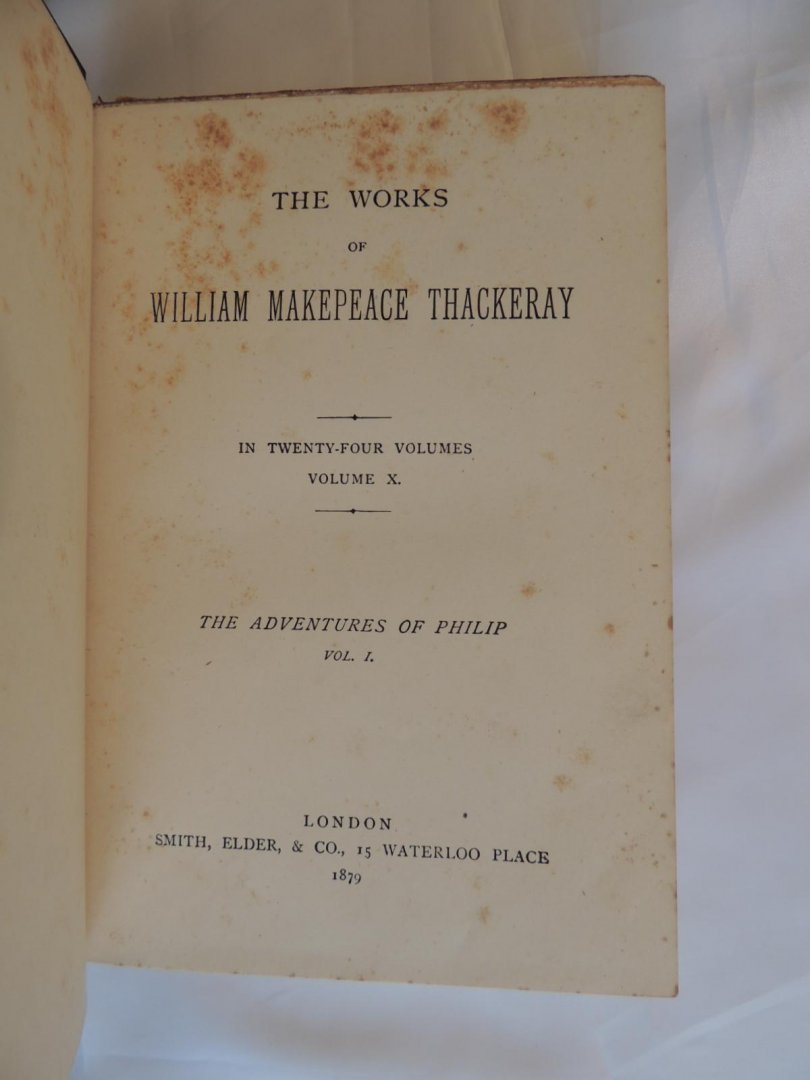 THE WORKS
OF
WILLIAM MAKEPEACE THACKERAY
IN TWENTY-FOUR VOLUMES
VOLUME X.
THE ADVENTURES OF PHILIP
VOL. I.
LONDON
SMITH, ELDER, & CO., 15 WATERLOO PLACE
1879